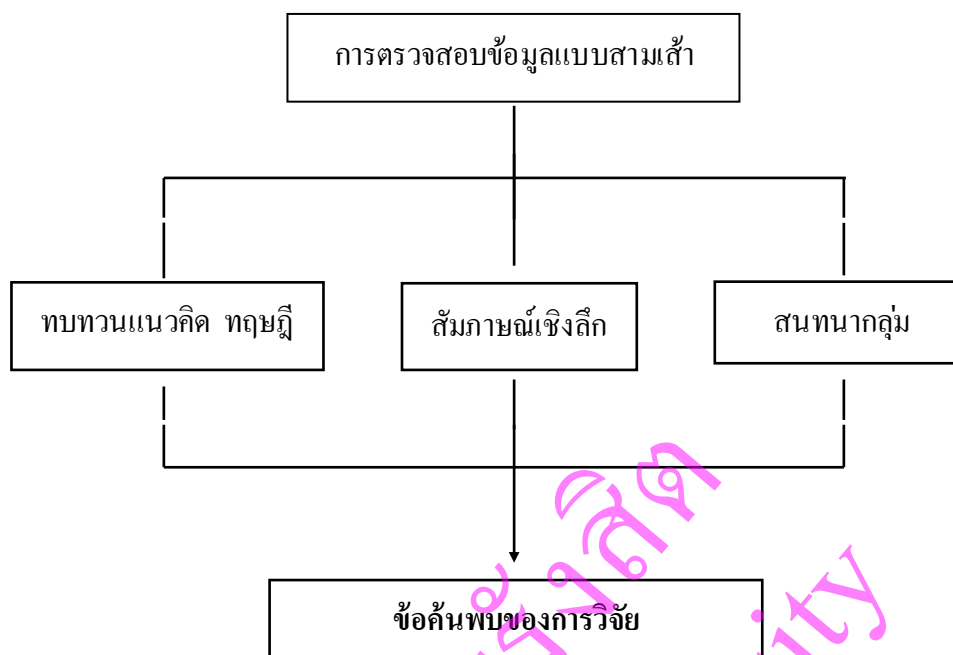 การตรวจสอบข้อมูลแบบสามเส้า
ทบทวนแนวคิด ทฤษฎี
สัมภาษณ์เชิงลึก
สนทนากลุ่ม
ข้อค้นพบของการวิจัย